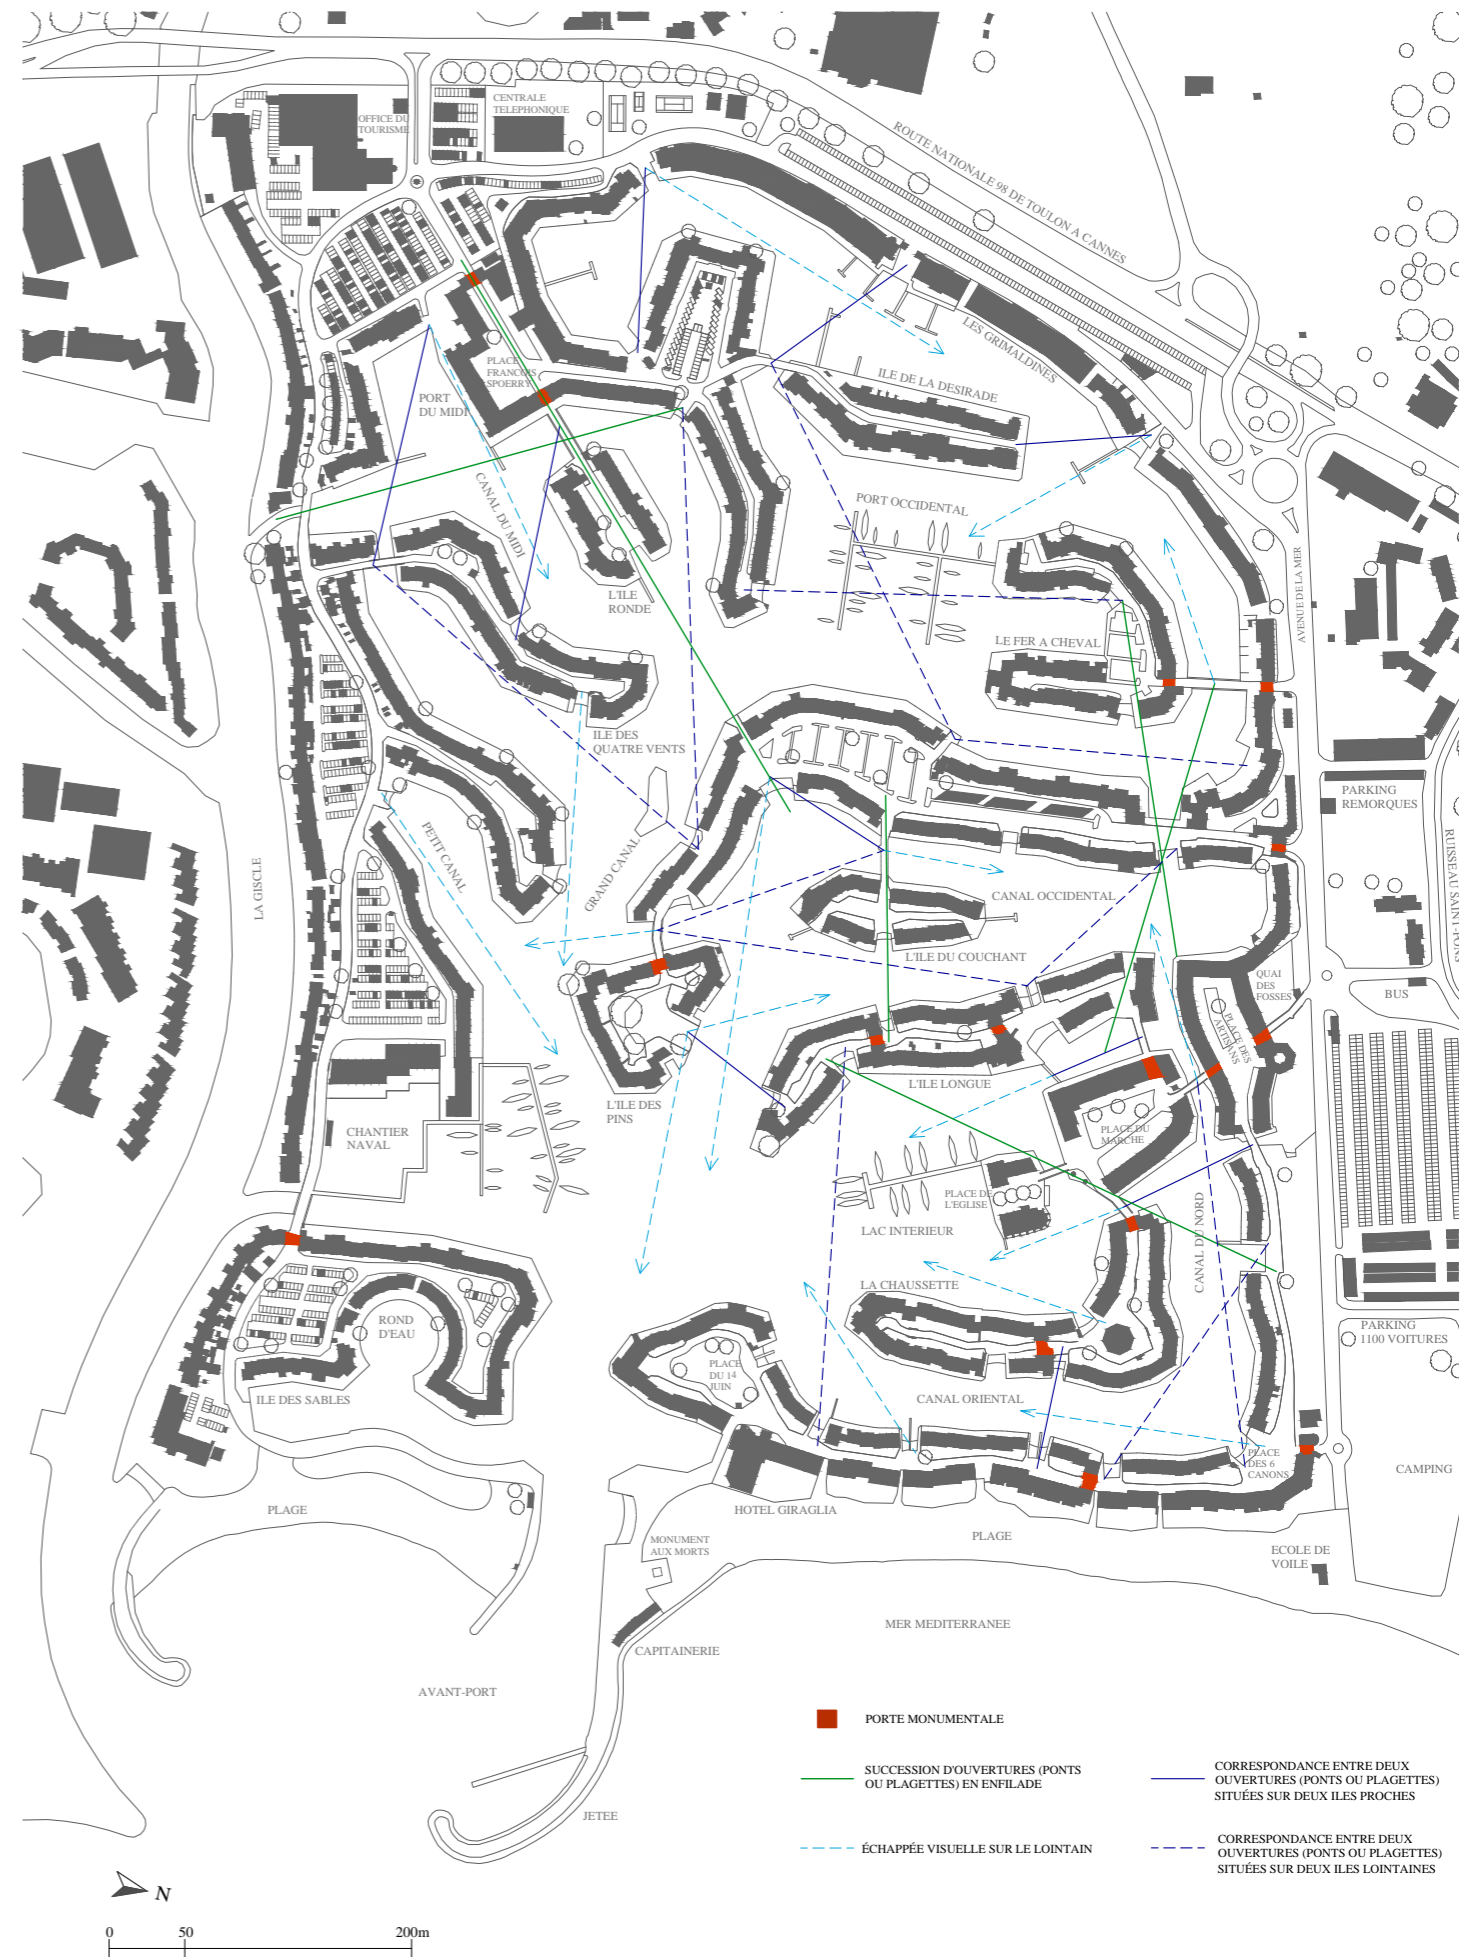 CENTRALE
TELEPHONIQUE
OFFICE DU
TOURISME
ROUTE NATIONALE 98 DE TOULON A CANNES
LES GRIMALDINES
PLACE
FRANCOIS
SPOERRY
PORT
DU MIDI
ILE DE LA DESIRADE
CANAL DU MIDI
PORT OCCIDENTAL
L'ILE
RONDE
AVENUE DE LA MER
LE FER A CHEVAL
ILE DES
QUATRE VENTS
PARKING
REMORQUES
RUISSEAU SAINT-PONS
PETIT CANAL
GRAND CANAL
LA GISCLE
CANAL OCCIDENTAL
L'ILE DU COUCHANT
QUAI
DES
FOSSES
BUS
PLACE DES
ARTISANS
L'ILE LONGUE
L'ILE DES
PINS
CHANTIER
NAVAL
PLACE DU
MARCHE
PLACE DE
L'EGLISE
LAC INTERIEUR
CANAL DU NORD
LA CHAUSSETTE
ROND
D'EAU
PARKING
1100 VOITURES
PLACE
DU 14
JUIN
ILE DES SABLES
CANAL ORIENTAL
PLACE
DES 6
CANONS
CAMPING
PLAGE
HOTEL GIRAGLIA
MONUMENT
AUX MORTS
PLAGE
ECOLE DE
VOILE
MER MEDITERRANEE
CAPITAINERIE
AVANT-PORT
JETEE
PORTE MONUMENTALE
SUCCESSION D'OUVERTURES (PONTS
OU PLAGETTES) EN ENFILADE
CORRESPONDANCE ENTRE DEUX
OUVERTURES (PONTS OU PLAGETTES)
SITUÉES SUR DEUX ILES PROCHES
ÉCHAPPÉE VISUELLE SUR LE LOINTAIN
CORRESPONDANCE ENTRE DEUX
OUVERTURES (PONTS OU PLAGETTES)
SITUÉES SUR DEUX ILES LOINTAINES
N
0 50 200m